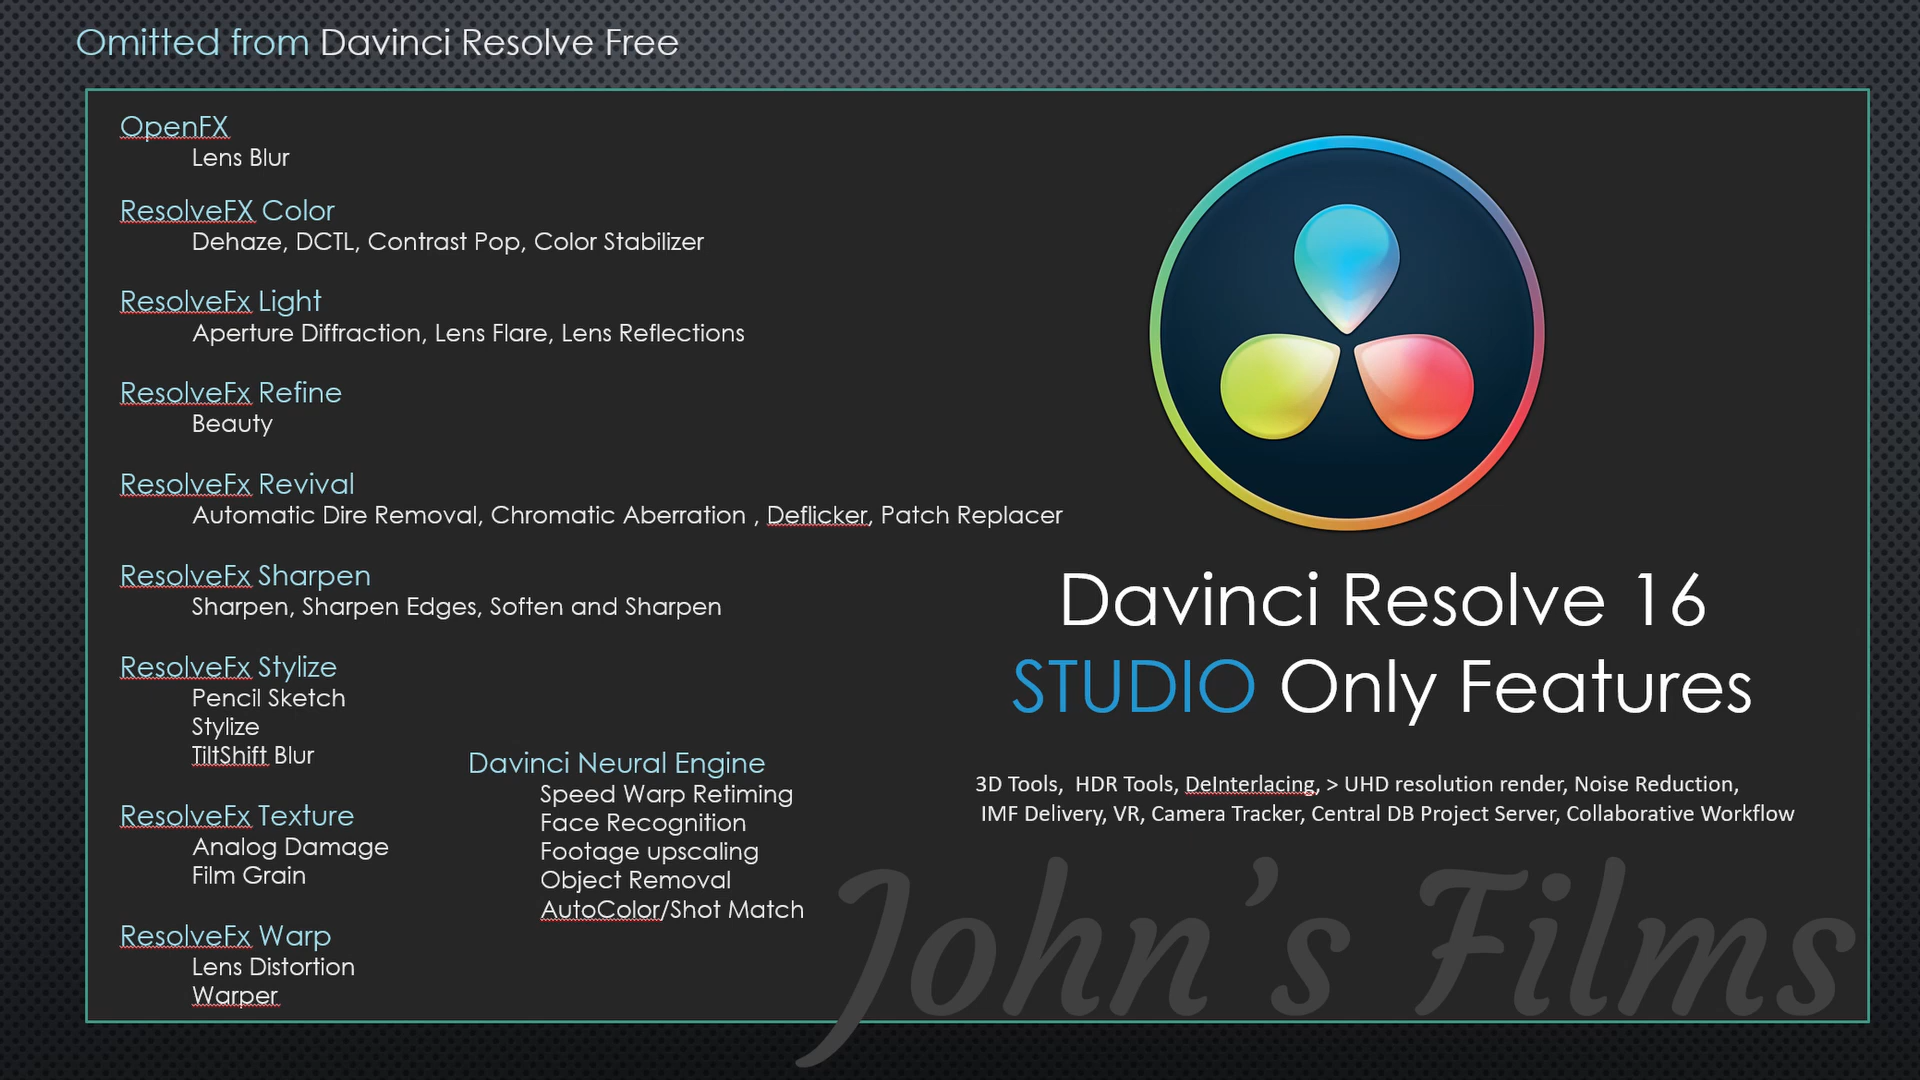 Omitted from Davinci Resolve Free
OpenFX
Lens Blur
ResolveFX Color
Dehaze, DCTL, Contrast Pop, Color Stabilizer
ResolveFx Light
Aperture Diffraction, Lens Flare, Lens Reflections
ResolveFx Refine
Beauty
ResolveFx Revival
Automatic Dire Removal, Chromatic Aberration , Deflicker, Patch Replacer
ResolveFx Sharpen
Sharpen, Sharpen Edges, Soften and Sharpen
ResolveFx Stylize
Pencil Sketch
Stylize
TiltShift Blur
ResolveFx Texture
Analog Damage
Film Grain
ResolveFx Warp
Lens Distortion
Warper
Davinci Neural Engine
Speed Warp Retiming
Face Recognition
Footage upscaling
Object Removal
AutoColor/Shot Match
Davinci Resolve 16
STUDIO Only Features
3D Tools,  HDR Tools, DeInterlacing, > UHD resolution render, Noise Reduction,
IMF Delivery, VR, Camera Tracker, Central DB Project Server, Collaborative Workflow
John's Films